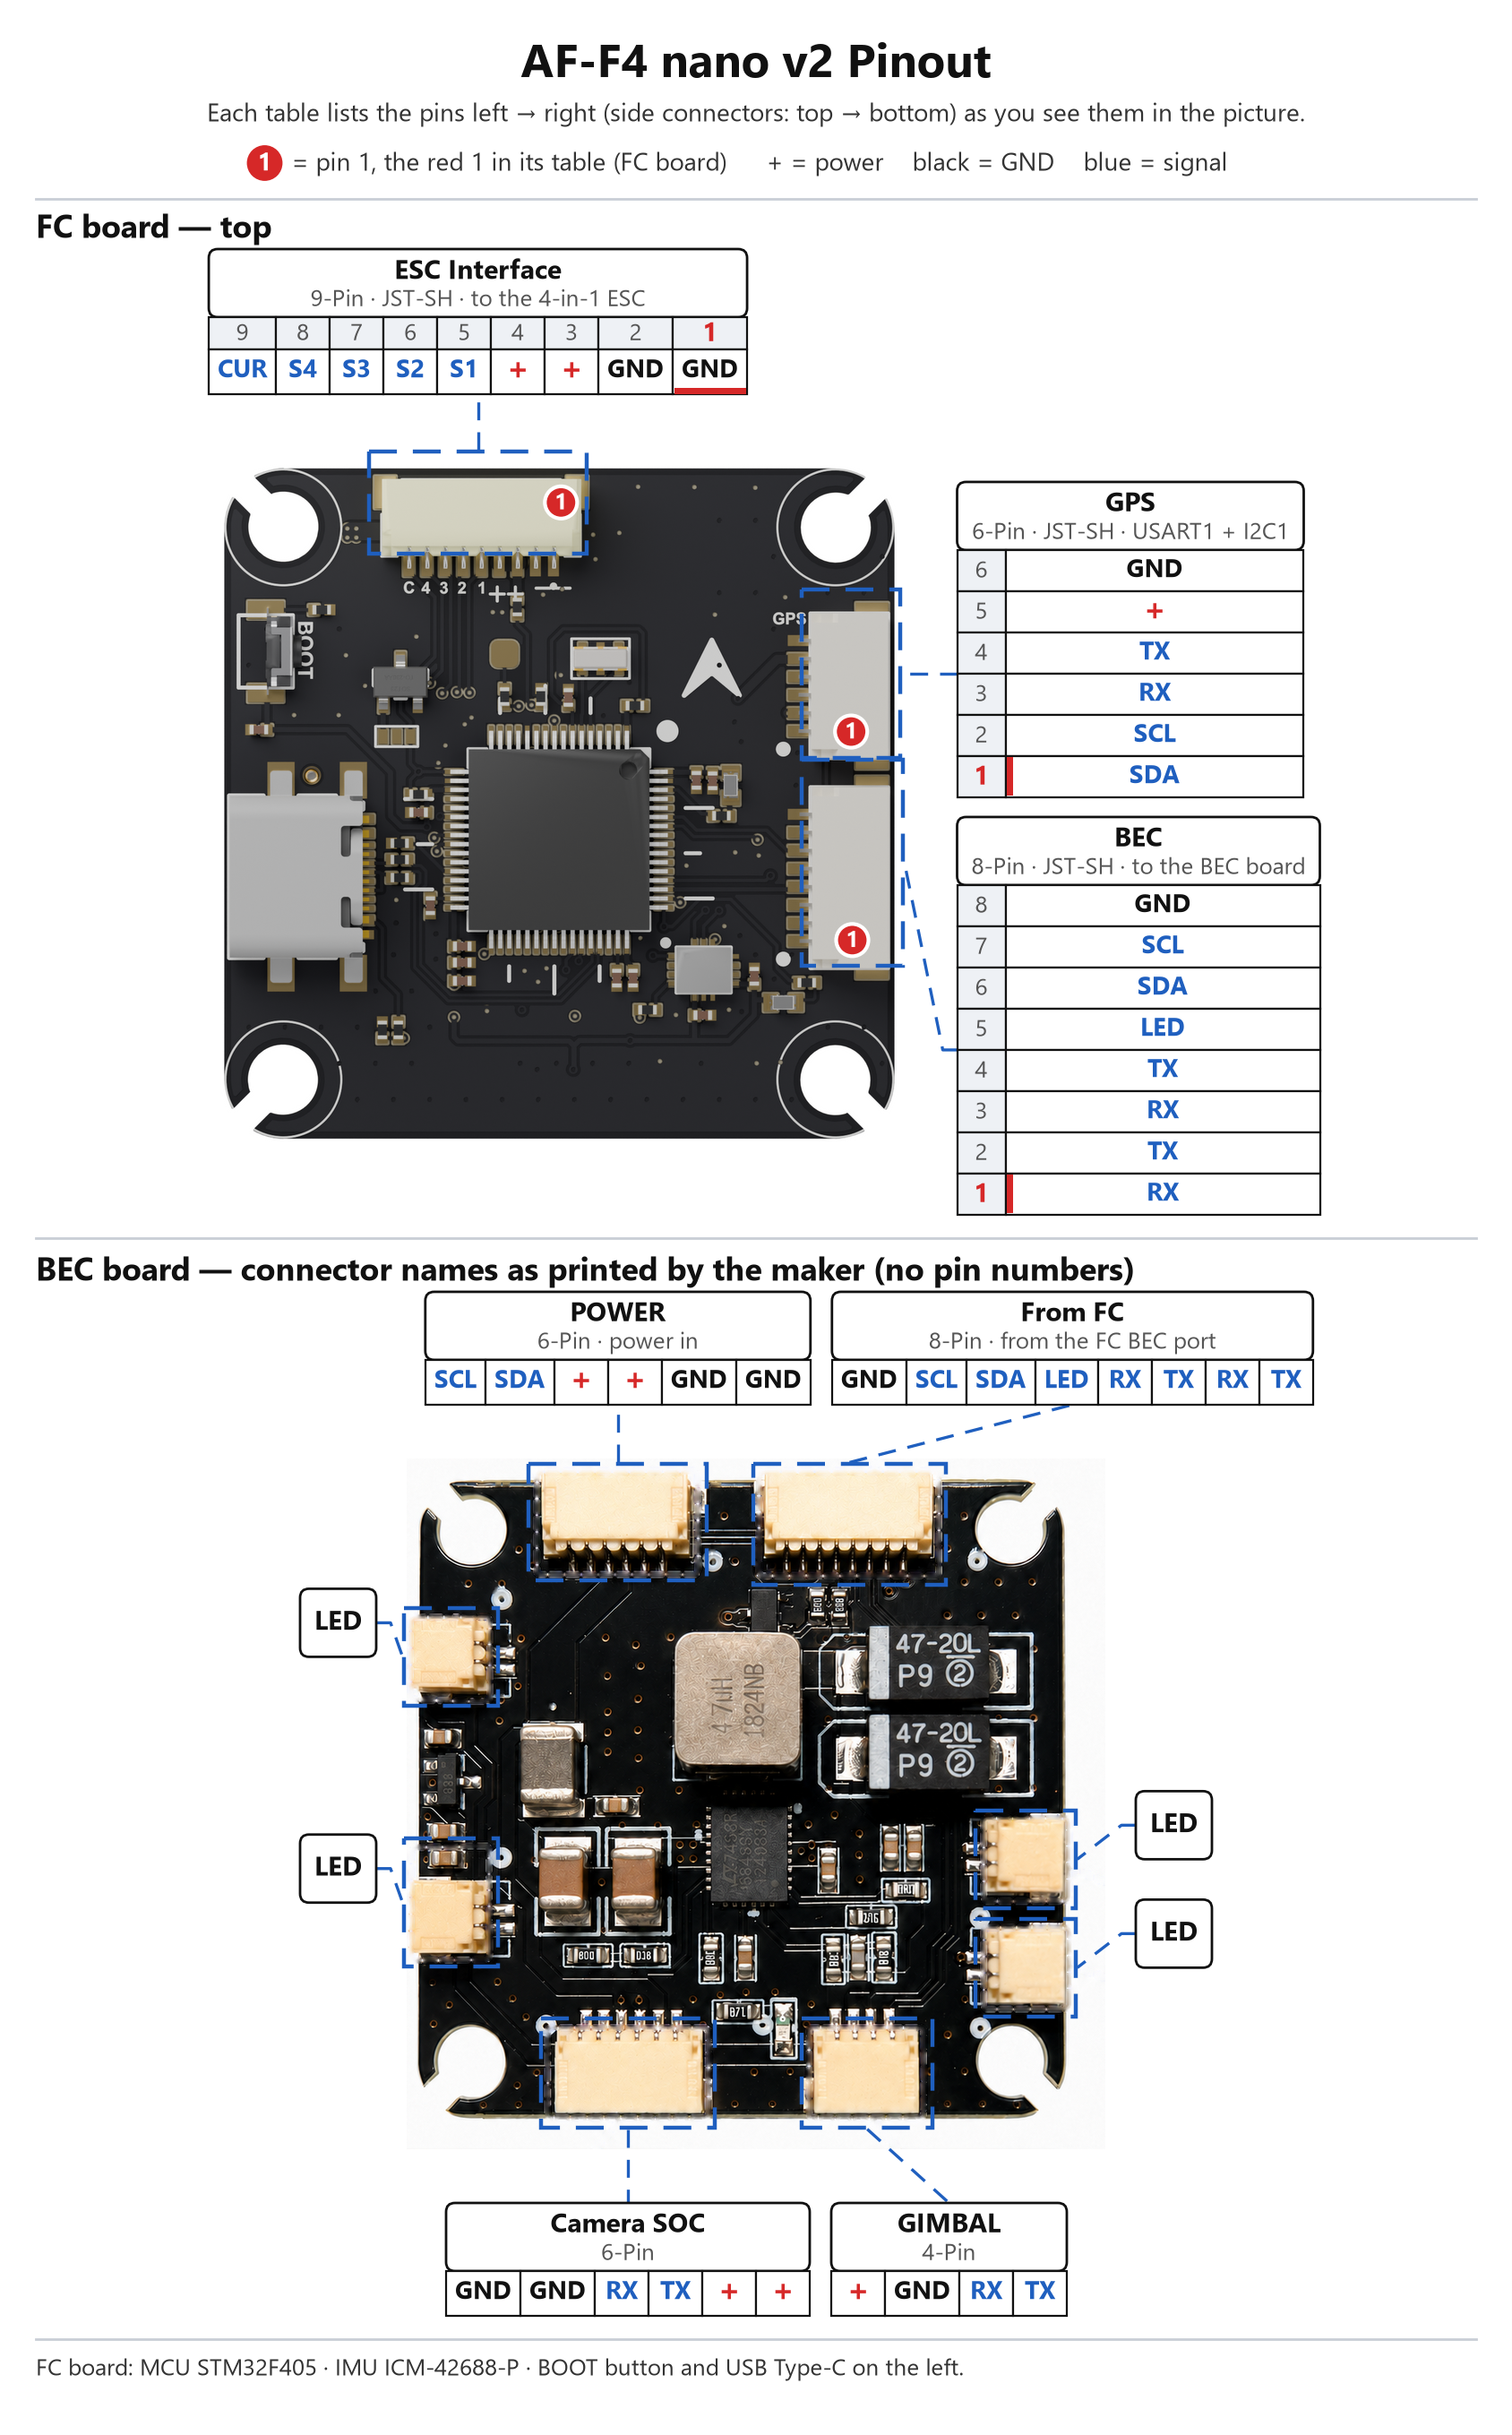 AF-F4 nano v2 Pinout
Each table lists the pins left → right (side connectors: top → bottom) as you see them in the picture.
1 = pin 1, the red 1 in its table (FC board) + = power black = GND blue = signal
FC board — top
ESC Interface
9-Pin · JST-SH · to the 4-in-1 ESC
9 8 7 6 5 4 3 2 1
CUR S4 S3 S2 S1 + + GND GND
1
C 4 3 2 1 + +
BOOT
GPS
1
1
GPS
6-Pin · JST-SH · USART1 + I2C1
6 GND
5 +
4 TX
3 RX
2 SCL
1 SDA
BEC
8-Pin · JST-SH · to the BEC board
8 GND
7 SCL
6 SDA
5 LED
4 TX
3 RX
2 TX
1 RX
BEC board — connector names as printed by the maker (no pin numbers)
POWER
6-Pin · power in
SCL SDA + + GND GND
From FC
8-Pin · from the FC BEC port
GND SCL SDA LED RX TX RX TX
LED
LED
LED
LED
47-20L
P9 2
47-20L
P9 2
1824NB
Camera SOC
6-Pin
GND GND RX TX + +
GIMBAL
4-Pin
+ GND RX TX
FC board: MCU STM32F405 · IMU ICM-42688-P · BOOT button and USB Type-C on the left.